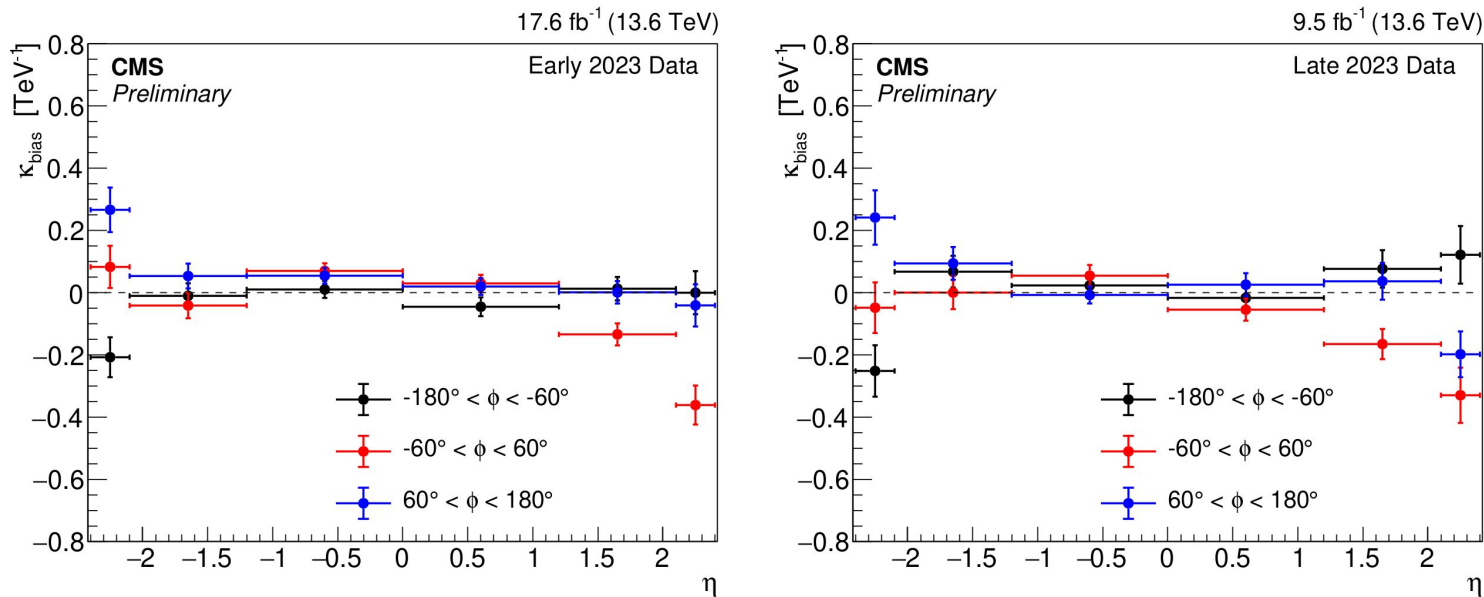 17.6 fb⁻¹ (13.6 TeV)
CMS
Preliminary
Early 2023 Data
κ_bias [TeV⁻¹]
0.8
0.6
0.4
0.2
0
−0.2
−0.4
−0.6
−0.8
-180° < ϕ < -60°
-60° < ϕ < 60°
60° < ϕ < 180°
−2 −1.5 −1 −0.5 0 0.5 1 1.5 2
η
9.5 fb⁻¹ (13.6 TeV)
CMS
Preliminary
Late 2023 Data
κ_bias [TeV⁻¹]
0.8
0.6
0.4
0.2
0
−0.2
−0.4
−0.6
−0.8
-180° < ϕ < -60°
-60° < ϕ < 60°
60° < ϕ < 180°
−2 −1.5 −1 −0.5 0 0.5 1 1.5 2
η